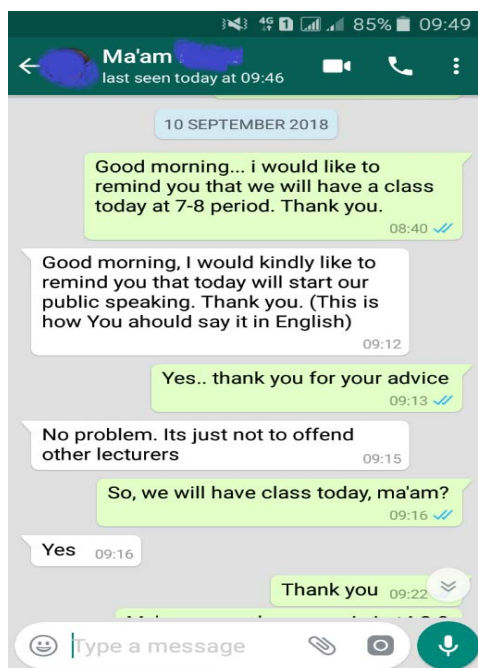 4G 1 85% 09:49
Ma'am
last seen today at 09:46
10 SEPTEMBER 2018
Good morning... i would like to
remind you that we will have a class
today at 7-8 period. Thank you.
08:40
Good morning, I would kindly like to
remind you that today will start our
public speaking. Thank you. (This is
how You ahould say it in English)
09:12
Yes.. thank you for your advice
09:13
No problem. Its just not to offend
other lecturers
09:15
So, we will have class today, ma'am?
09:16
Yes 09:16
Thank you 09:22
Type a message